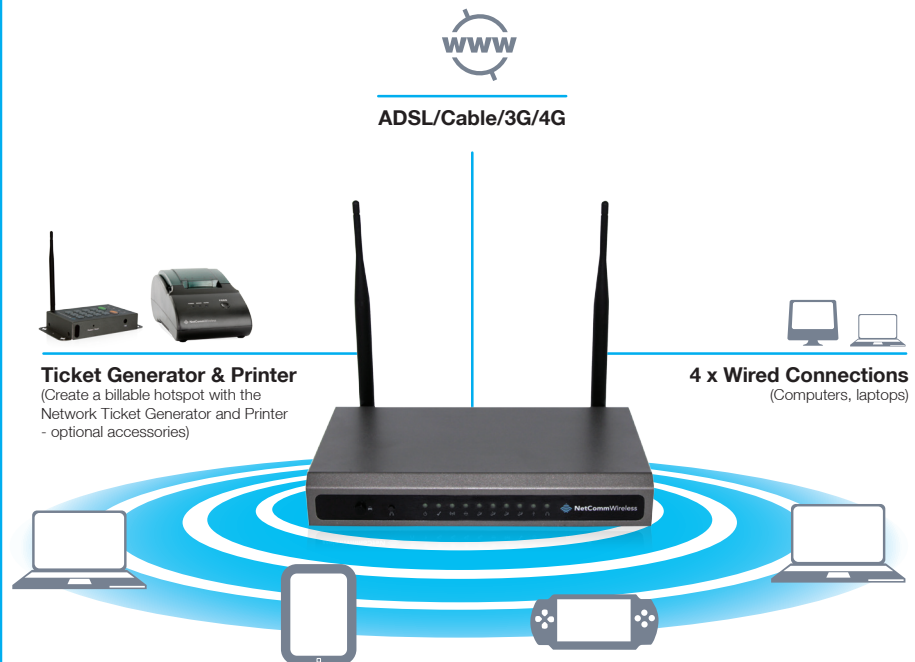 WWW
ADSL/Cable/3G/4G
Ticket Generator & Printer
(Create a billable hotspot with the
Network Ticket Generator and Printer
- optional accessories)
4 x Wired Connections
(Computers, laptops)
NetCommWireless